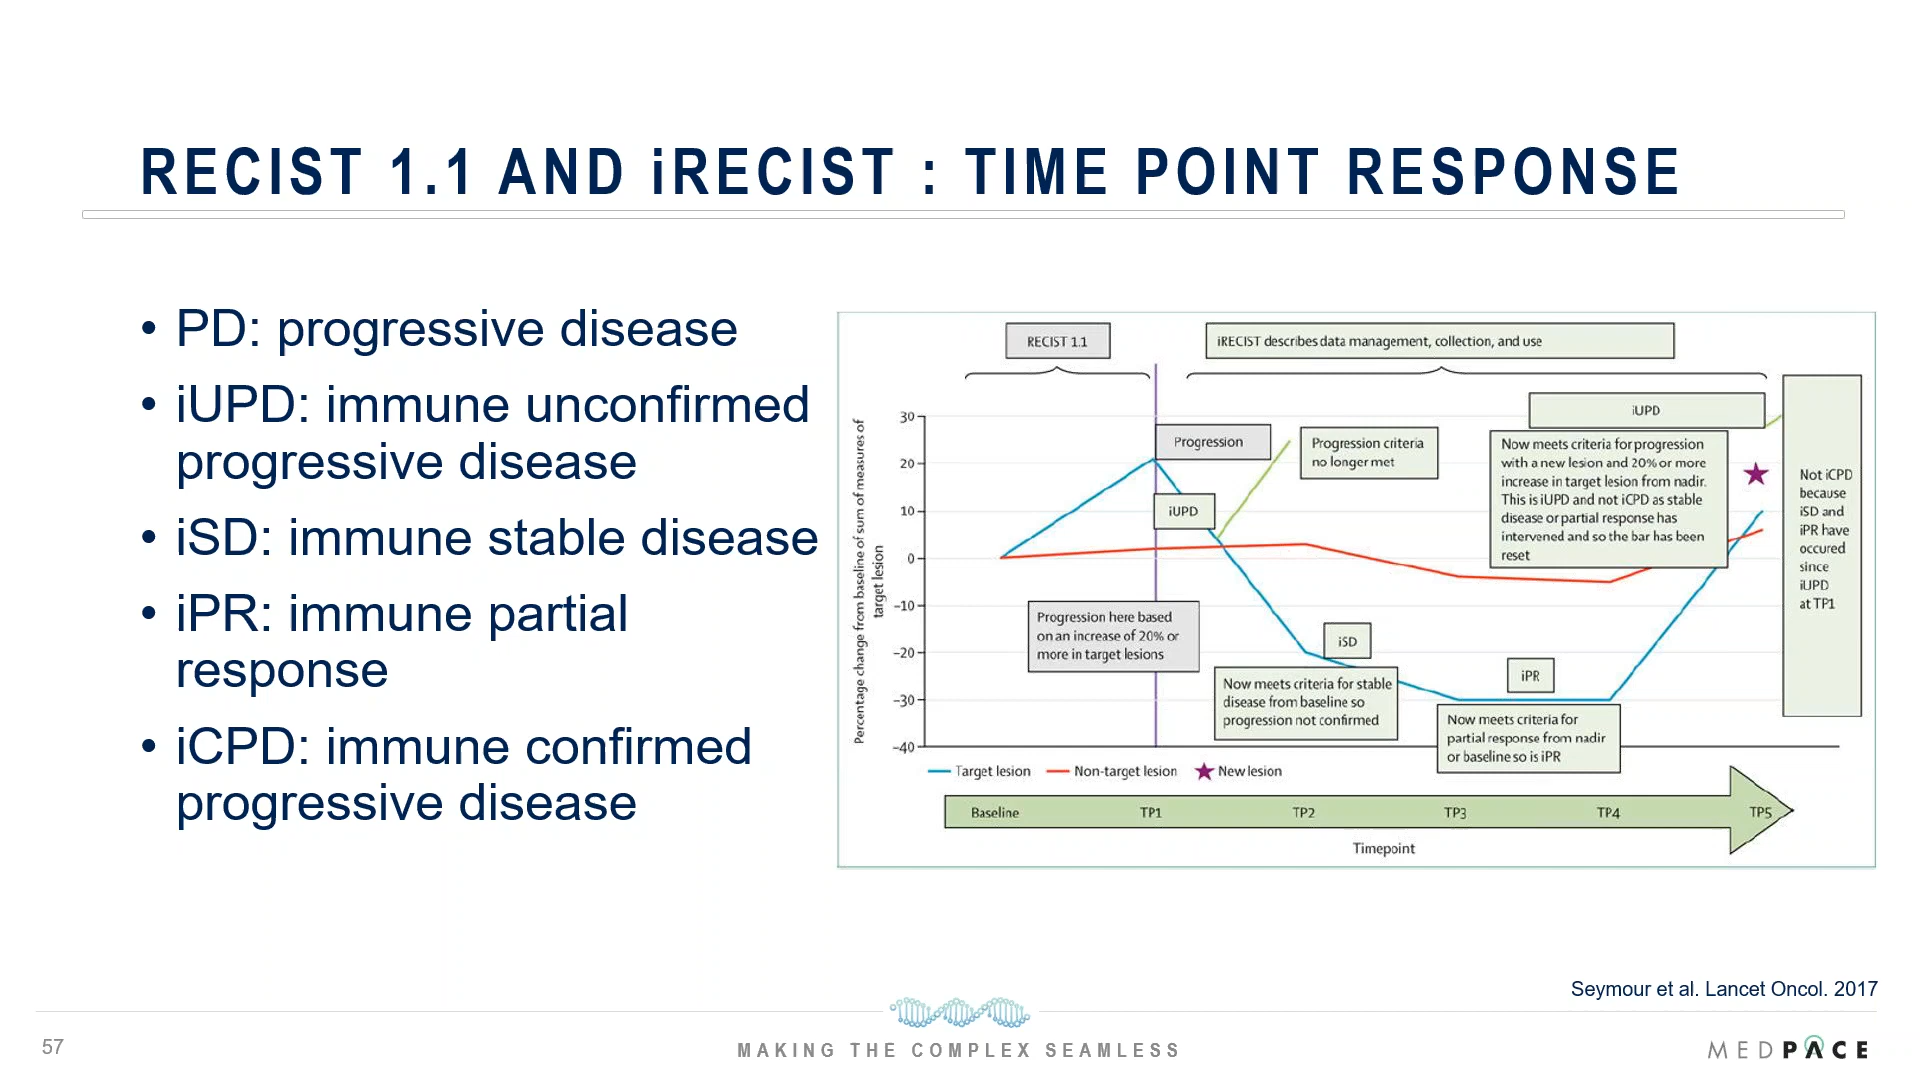 RECIST 1.1 AND iRECIST : TIME POINT RESPONSE
• PD: progressive disease
• iUPD: immune unconfirmed
progressive disease
• iSD: immune stable disease
• iPR: immune partial
response
• iCPD: immune confirmed
progressive disease
RECIST 1.1
iRECIST describes data management, collection, and use
Percentage change from baseline of sum of measures of
target lesion
30
20
10
0
–10
–20
–30
–40
Progression
iUPD
Progression here based
on an increase of 20% or
more in target lesions
Progression criteria
no longer met
iSD
Now meets criteria for stable
disease from baseline so
progression not confirmed
iPR
Now meets criteria for
partial response from nadir
or baseline so is iPR
iUPD
Now meets criteria for progression
with a new lesion and 20% or more
increase in target lesion from nadir.
This is iUPD and not iCPD as stable
disease or partial response has
intervened and so the bar has been
reset
Not iCPD
because
iSD and
iPR have
occured
since
iUPD
at TP1
Target lesion
Non-target lesion
New lesion
Baseline
TP1
TP2
TP3
TP4
TP5
Timepoint
Seymour et al. Lancet Oncol. 2017
57
MAKING THE COMPLEX SEAMLESS
MEDPACE